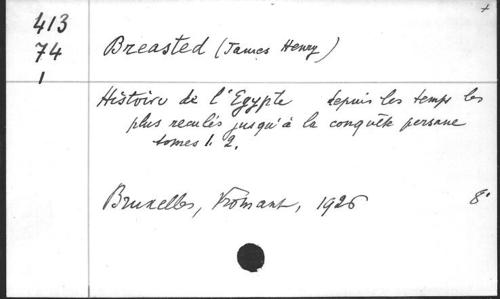 +
413
74
1
Breasted (James Henry)
Histoire de l'Egypte depuis les temps les
plus reculés jusqu'à la conquête persane
tomes 1. 2.
Bruxelles, Vromant, 1926 8°